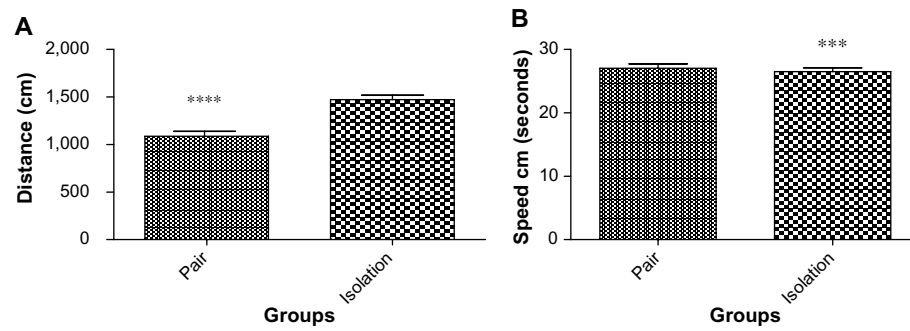 A
Distance (cm)
2,000
1,500
1,000
500
0
****
Pair
Isolation
Groups
B
Speed cm (seconds)
30
20
10
0
***
Pair
Isolation
Groups